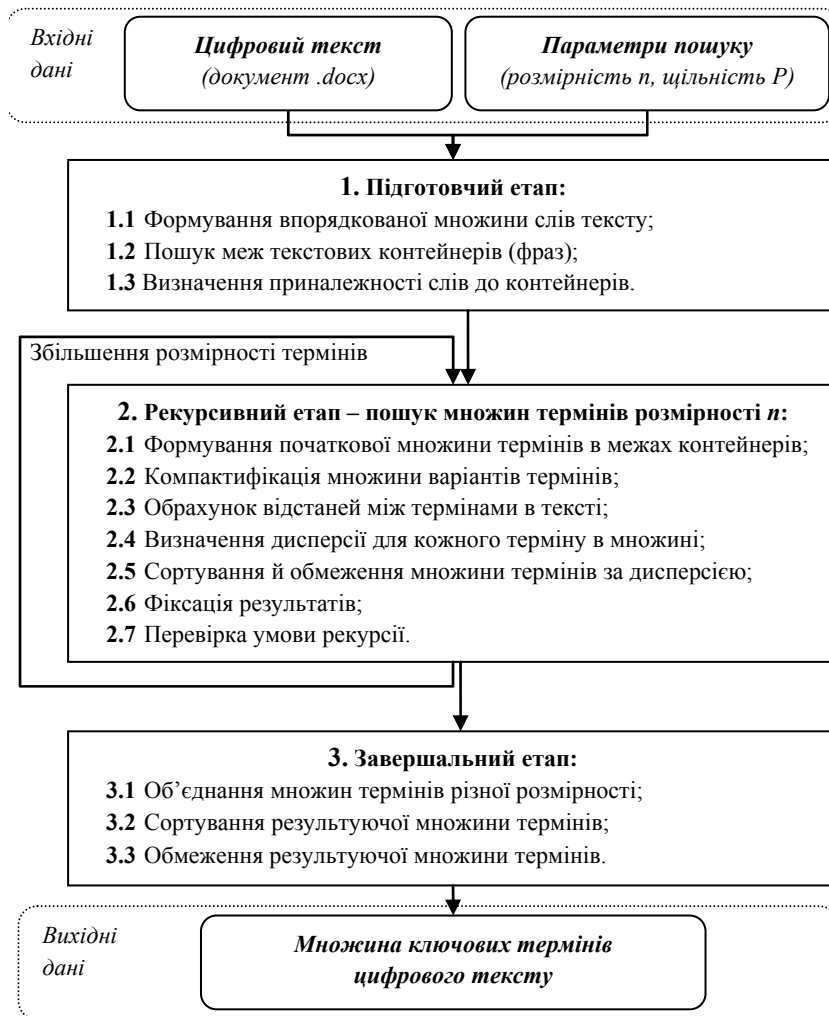 Вхідні
дані
Цифровий текст
(документ .docx)
Параметри пошуку
(розмірність n, щільність P)
1. Підготовчий етап:
1.1 Формування впорядкованої множини слів тексту;
1.2 Пошук меж текстових контейнерів (фраз);
1.3 Визначення приналежності слів до контейнерів.
Збільшення розмірності термінів
2. Рекурсивний етап – пошук множин термінів розмірності n:
2.1 Формування початкової множини термінів в межах контейнерів;
2.2 Компактифікація множини варіантів термінів;
2.3 Обрахунок відстаней між термінами в тексті;
2.4 Визначення дисперсії для кожного терміну в множині;
2.5 Сортування й обмеження множини термінів за дисперсією;
2.6 Фіксація результатів;
2.7 Перевірка умови рекурсії.
3. Завершальний етап:
3.1 Об’єднання множин термінів різної розмірності;
3.2 Сортування результуючої множини термінів;
3.3 Обмеження результуючої множини термінів.
Вихідні
дані
Множина ключових термінів
цифрового тексту